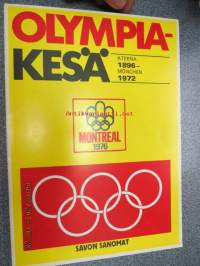 OLYMPIA-
KESÄ
ATEENA
1896–
MÜNCHEN
1972
MONTREAL
1976
SAVON SANOMAT